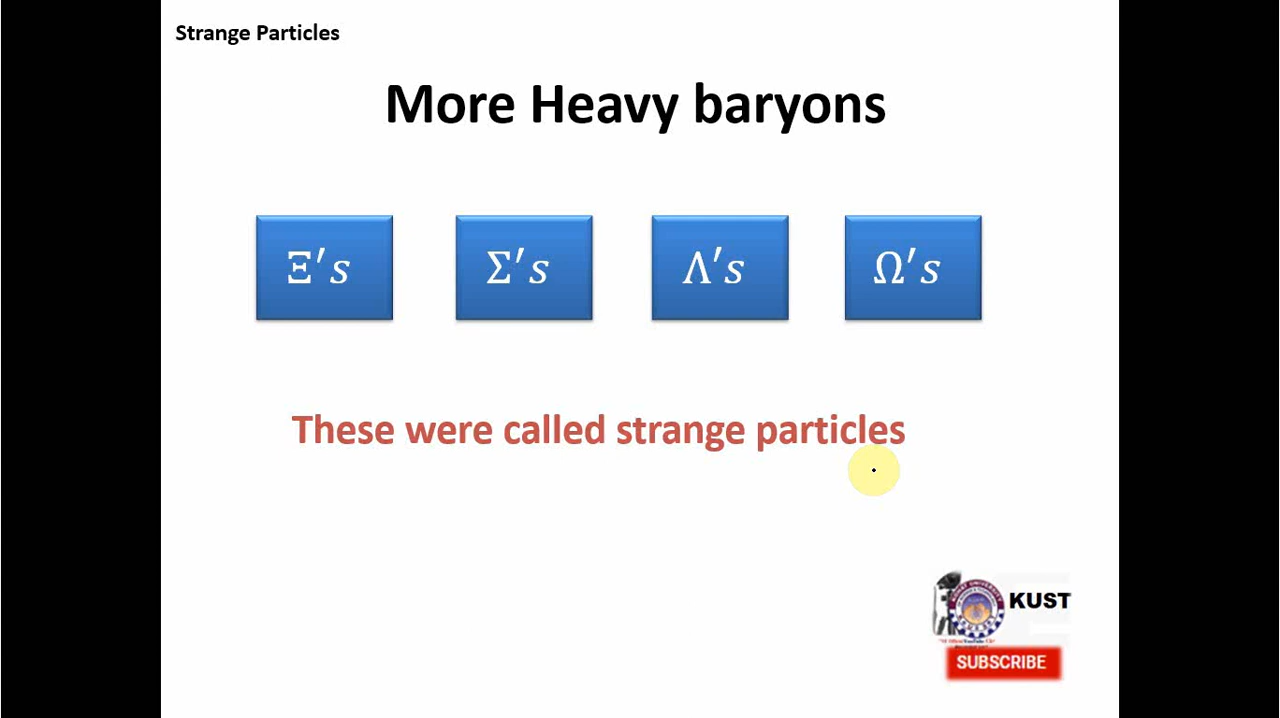 Strange Particles
More Heavy baryons
Ξ's Σ's Λ's Ω's
These were called strange particles
KUST
SUBSCRIBE